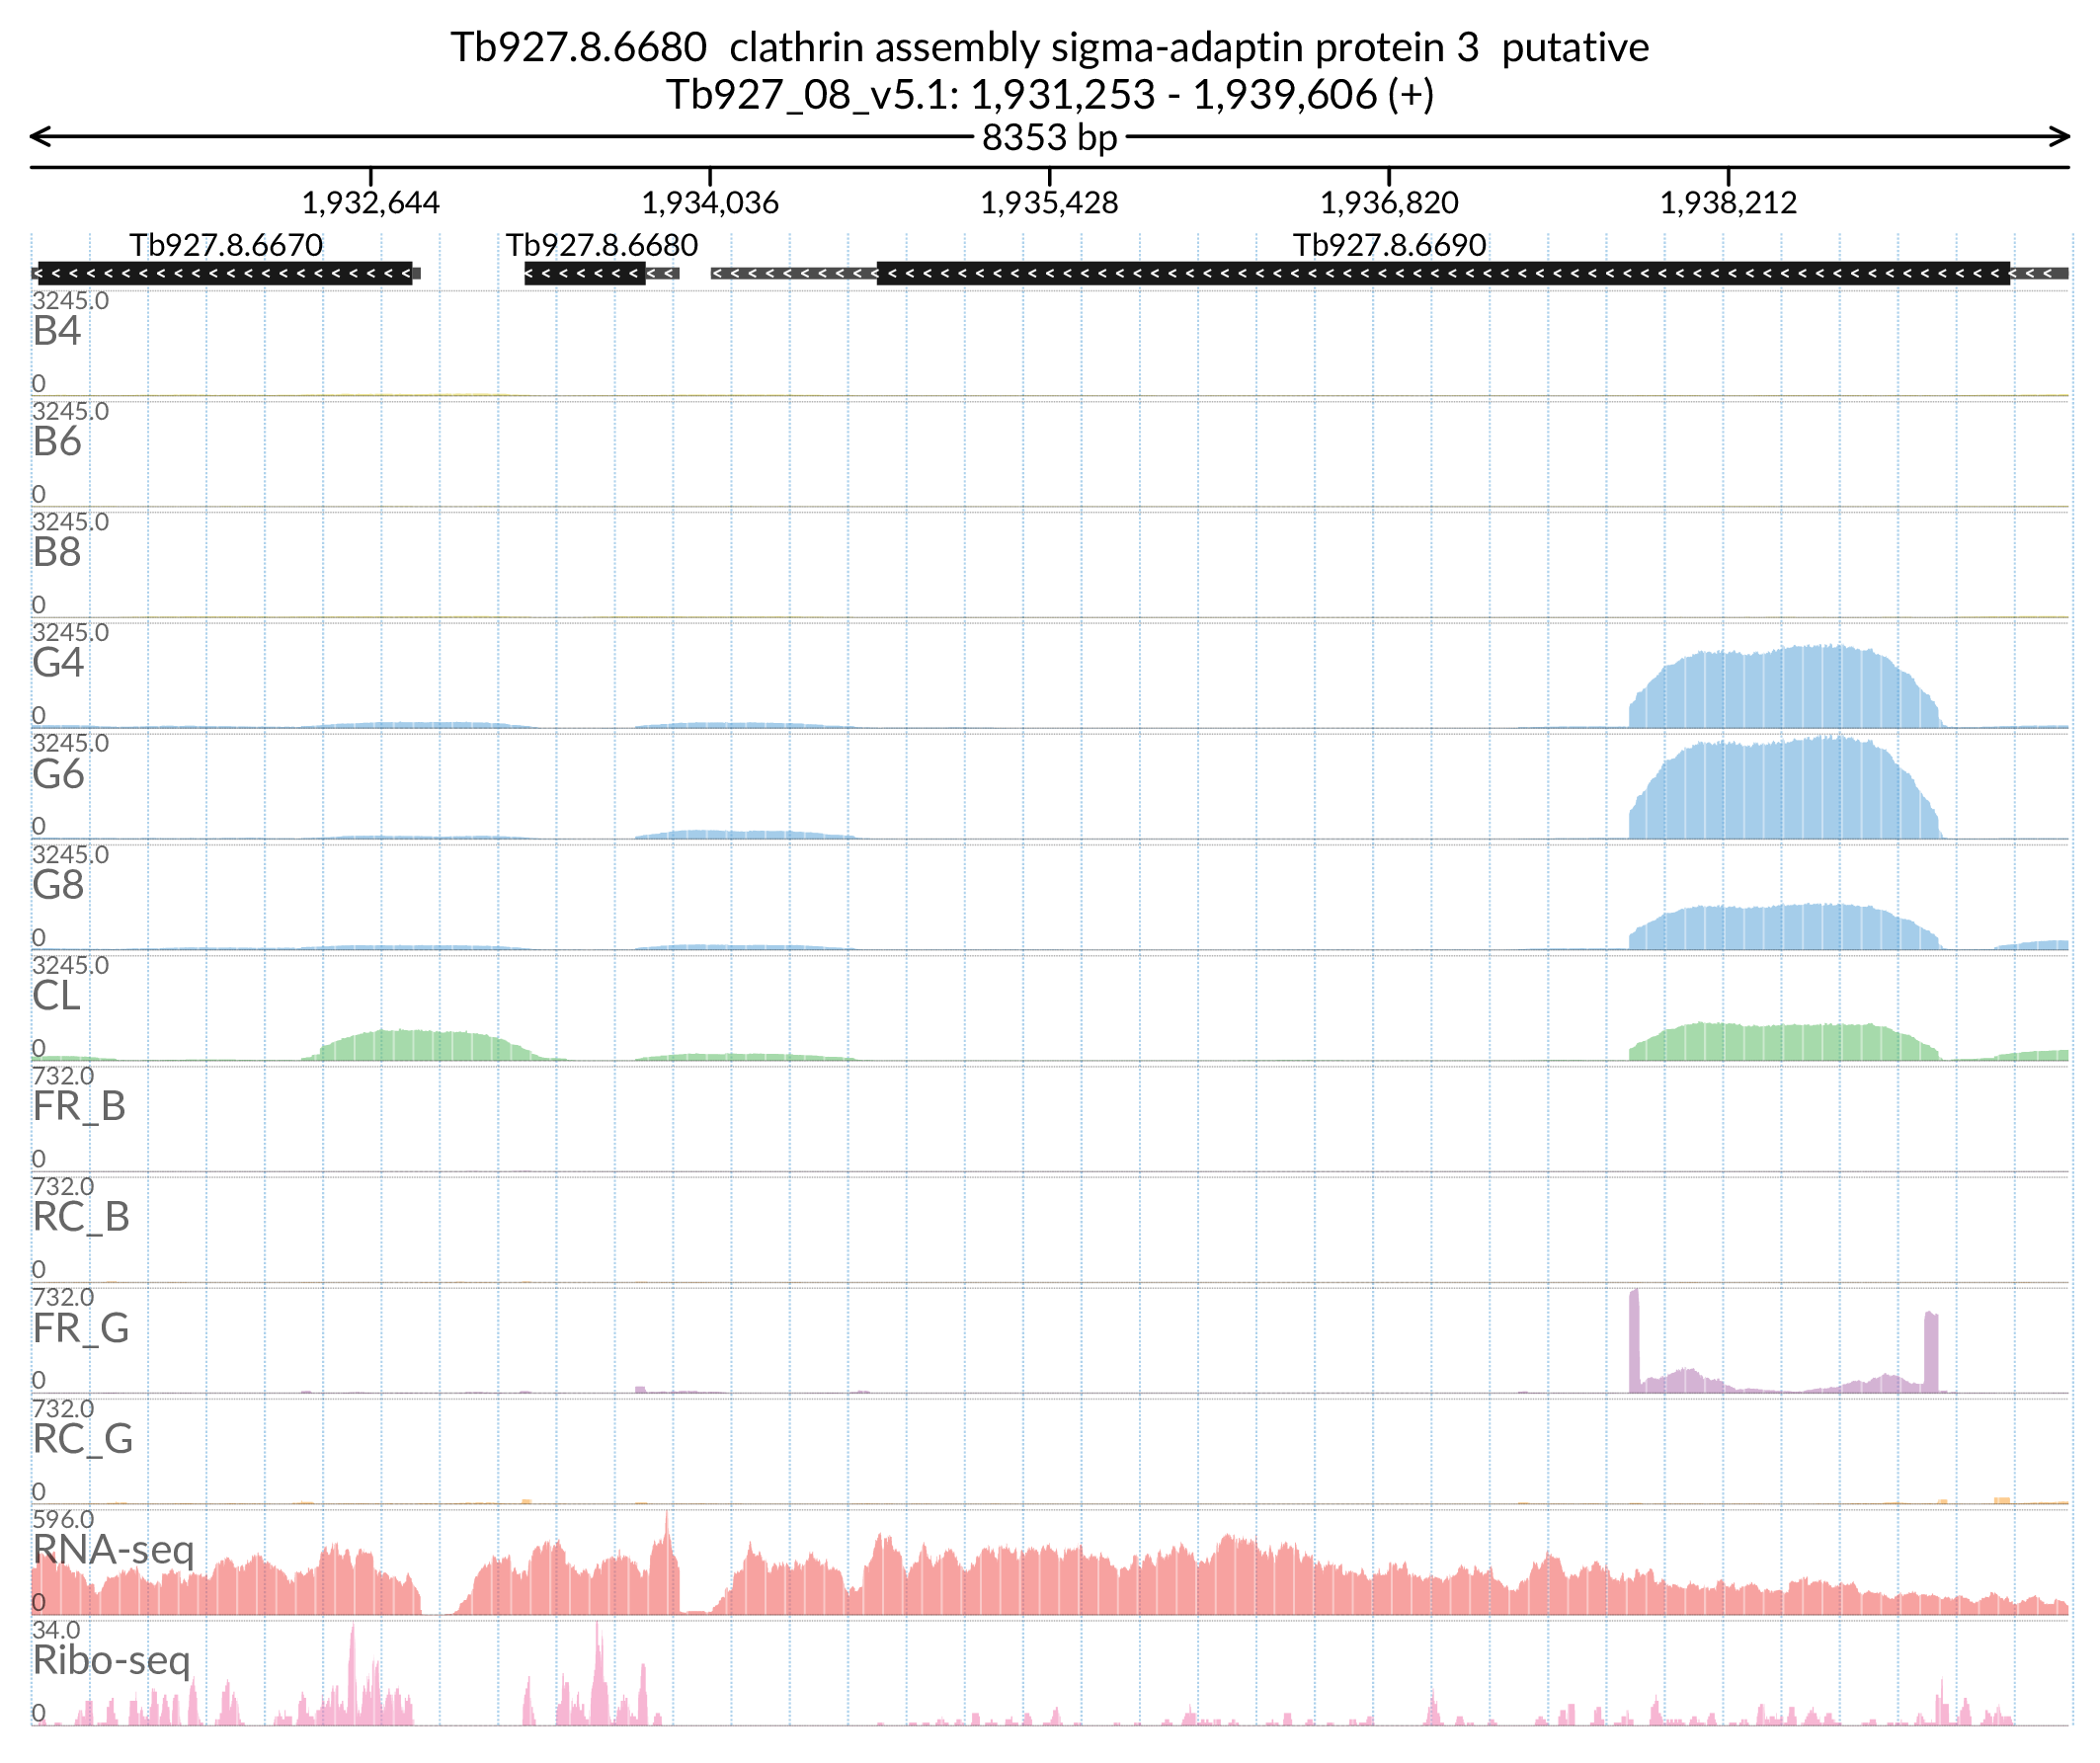 Tb927.8.6680  clathrin assembly sigma-adaptin protein 3  putative
Tb927_08_v5.1: 1,931,253 - 1,939,606 (+)
8353 bp
1,932,644 1,934,036 1,935,428 1,936,820 1,938,212
Tb927.8.6670 Tb927.8.6680 Tb927.8.6690
3245.0
B4
0
3245.0
B6
0
3245.0
B8
0
3245.0
G4
0
3245.0
G6
0
3245.0
G8
0
3245.0
CL
0
732.0
FR_B
0
732.0
RC_B
0
732.0
FR_G
0
732.0
RC_G
0
596.0
RNA-seq
0
34.0
Ribo-seq
0